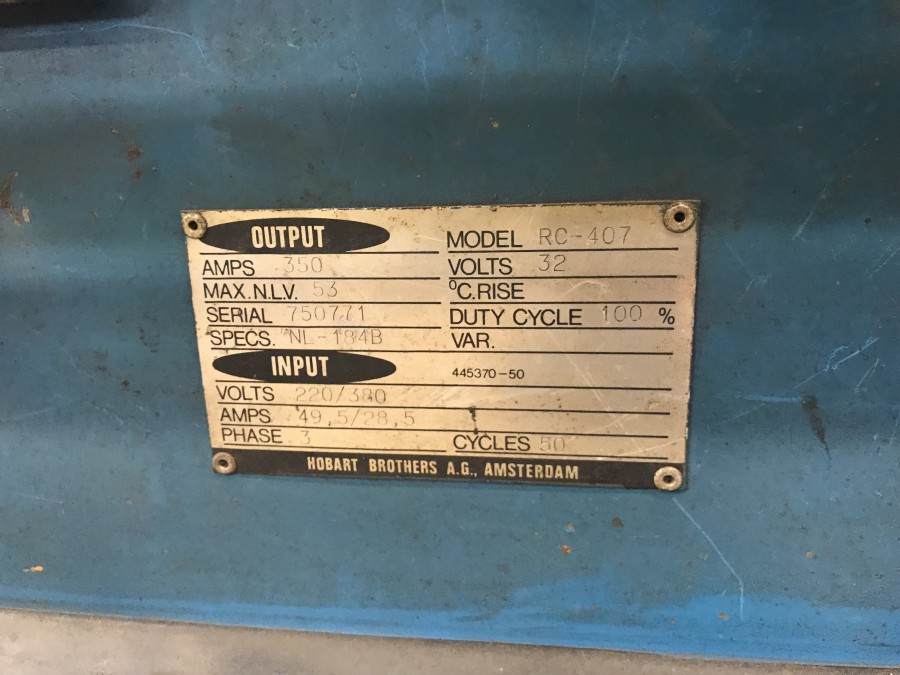 OUTPUT
MODEL RC-407
AMPS 350 VOLTS 32
MAX.N.L.V. 53 °C.RISE
SERIAL 750771 DUTY CYCLE 100 %
SPECS. NL-184B VAR.
INPUT
445370-50
VOLTS 220/380
AMPS 49,5/28,5
PHASE 3 CYCLES 50
HOBART BROTHERS A.G., AMSTERDAM